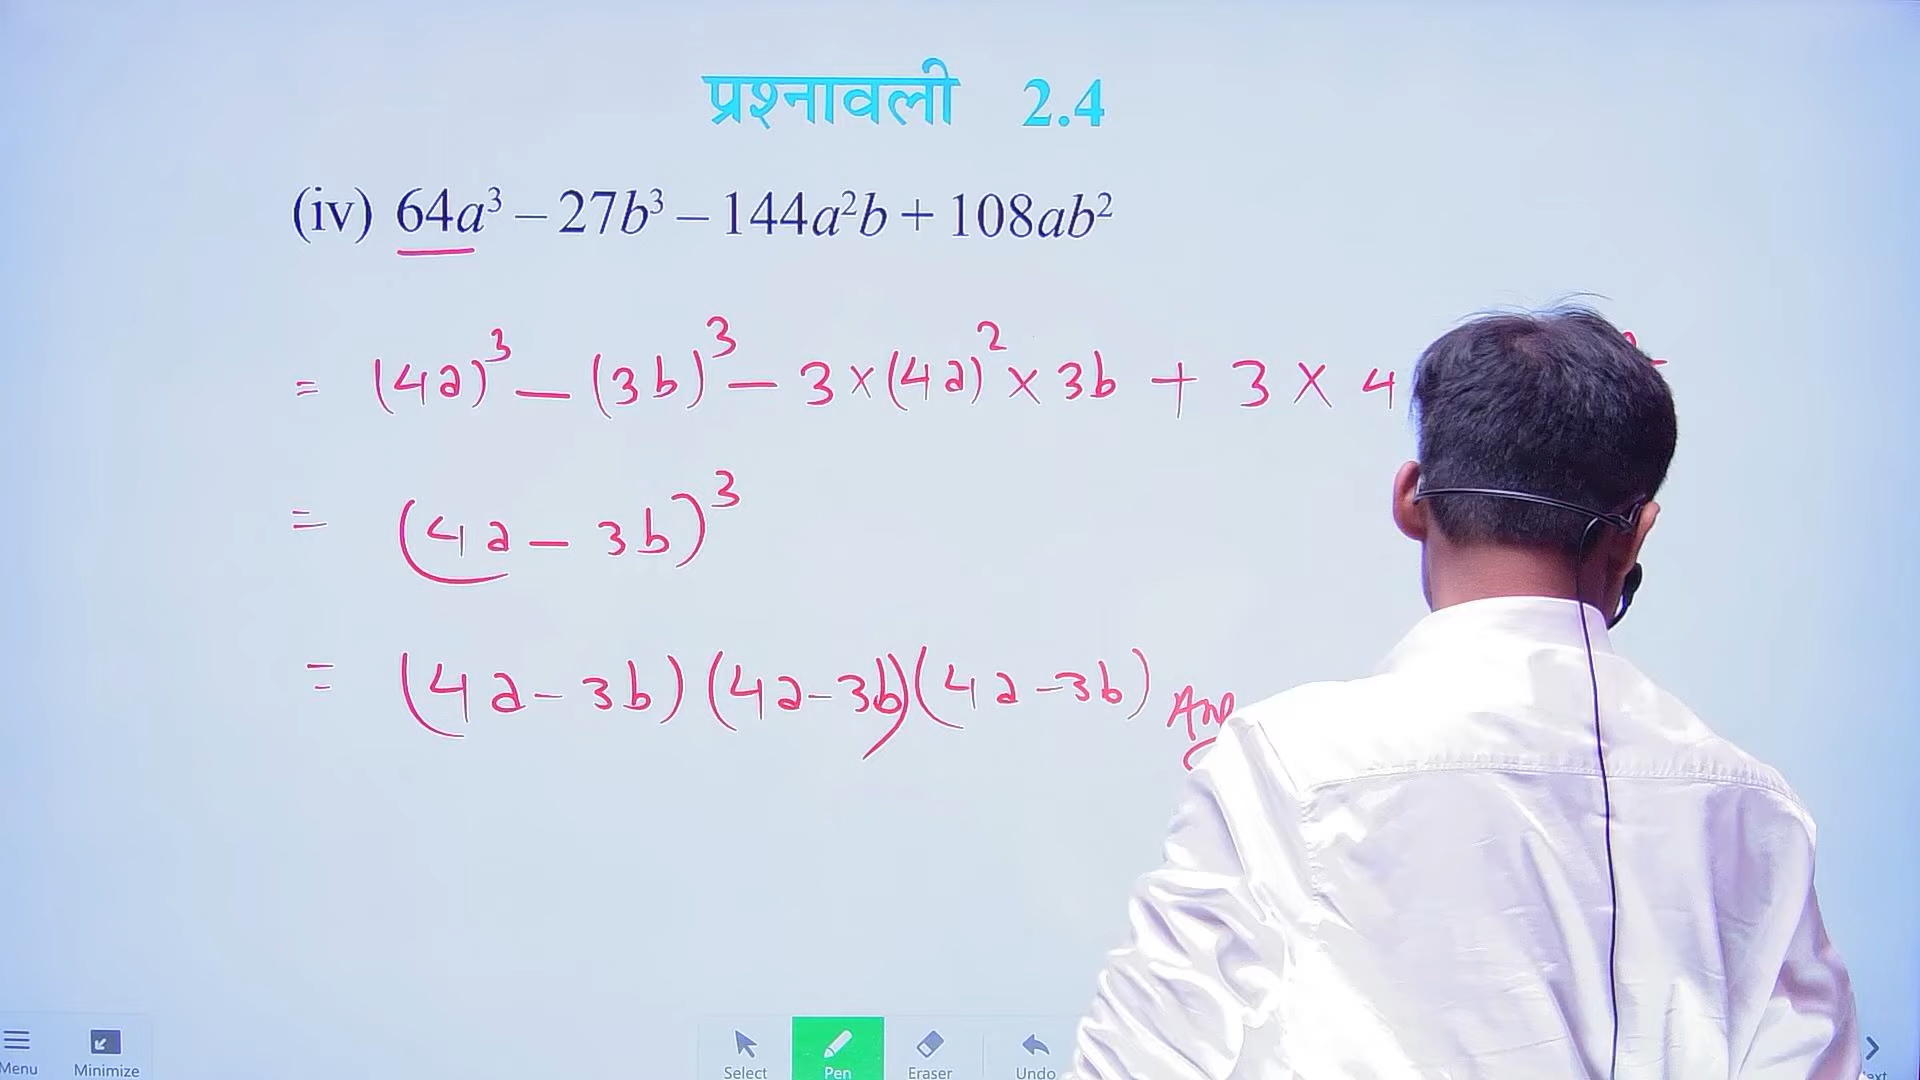 प्रश्नावली 2.4
(iv) 64a³ – 27b³ – 144a²b + 108ab²
= (4a)³ – (3b)³ – 3 × (4a)² × 3b + 3 × 4
= (4a – 3b)³
= (4a – 3b) (4a – 3b) (4a – 3b) Ans
Menu Minimize Select Pen Eraser Undo